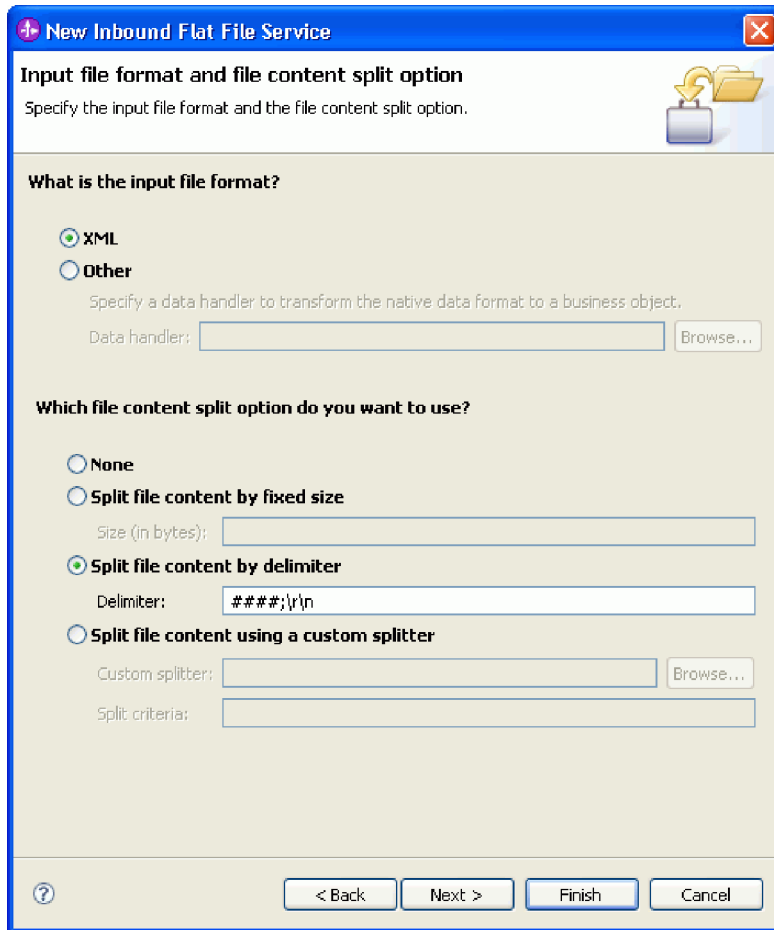 New Inbound Flat File Service
Input file format and file content split option
Specify the input file format and the file content split option.
What is the input file format?
XML
Other
Specify a data handler to transform the native data format to a business object.
Data handler:
Browse...
Which file content split option do you want to use?
None
Split file content by fixed size
Size (in bytes):
Split file content by delimiter
Delimiter: ####;\r\n
Split file content using a custom splitter
Custom splitter:
Browse...
Split criteria:
? < Back Next > Finish Cancel